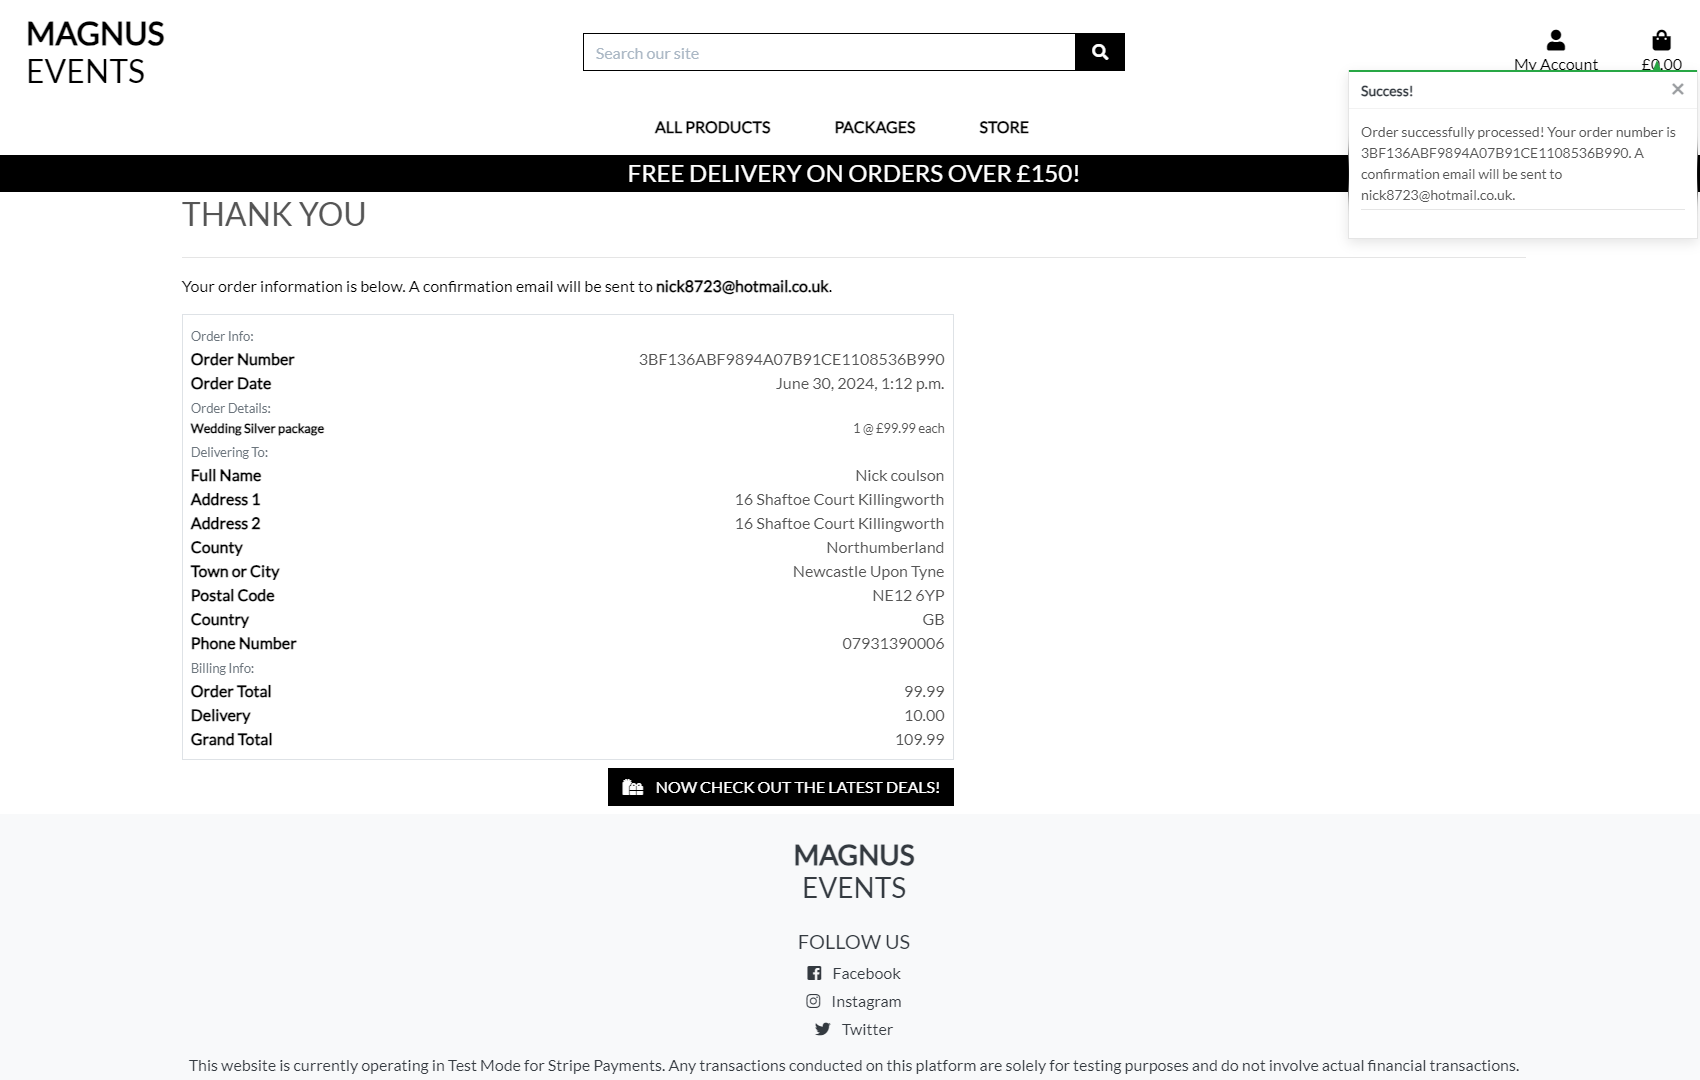 MAGNUS
EVENTS
Search our site
My Account
£0.00
Success!
×
Order successfully processed! Your order number is
3BF136ABF9894A07B91CE1108536B990. A
confirmation email will be sent to
nick8723@hotmail.co.uk.
ALL PRODUCTS PACKAGES STORE
FREE DELIVERY ON ORDERS OVER £150!
THANK YOU
Your order information is below. A confirmation email will be sent to nick8723@hotmail.co.uk.
Order Info:
Order Number 3BF136ABF9894A07B91CE1108536B990
Order Date June 30, 2024, 1:12 p.m.
Order Details:
Wedding Silver package 1 @ £99.99 each
Delivering To:
Full Name Nick coulson
Address 1 16 Shaftoe Court Killingworth
Address 2 16 Shaftoe Court Killingworth
County Northumberland
Town or City Newcastle Upon Tyne
Postal Code NE12 6YP
Country GB
Phone Number 07931390006
Billing Info:
Order Total 99.99
Delivery 10.00
Grand Total 109.99
NOW CHECK OUT THE LATEST DEALS!
MAGNUS
EVENTS
FOLLOW US
Facebook
Instagram
Twitter
This website is currently operating in Test Mode for Stripe Payments. Any transactions conducted on this platform are solely for testing purposes and do not involve actual financial transactions.